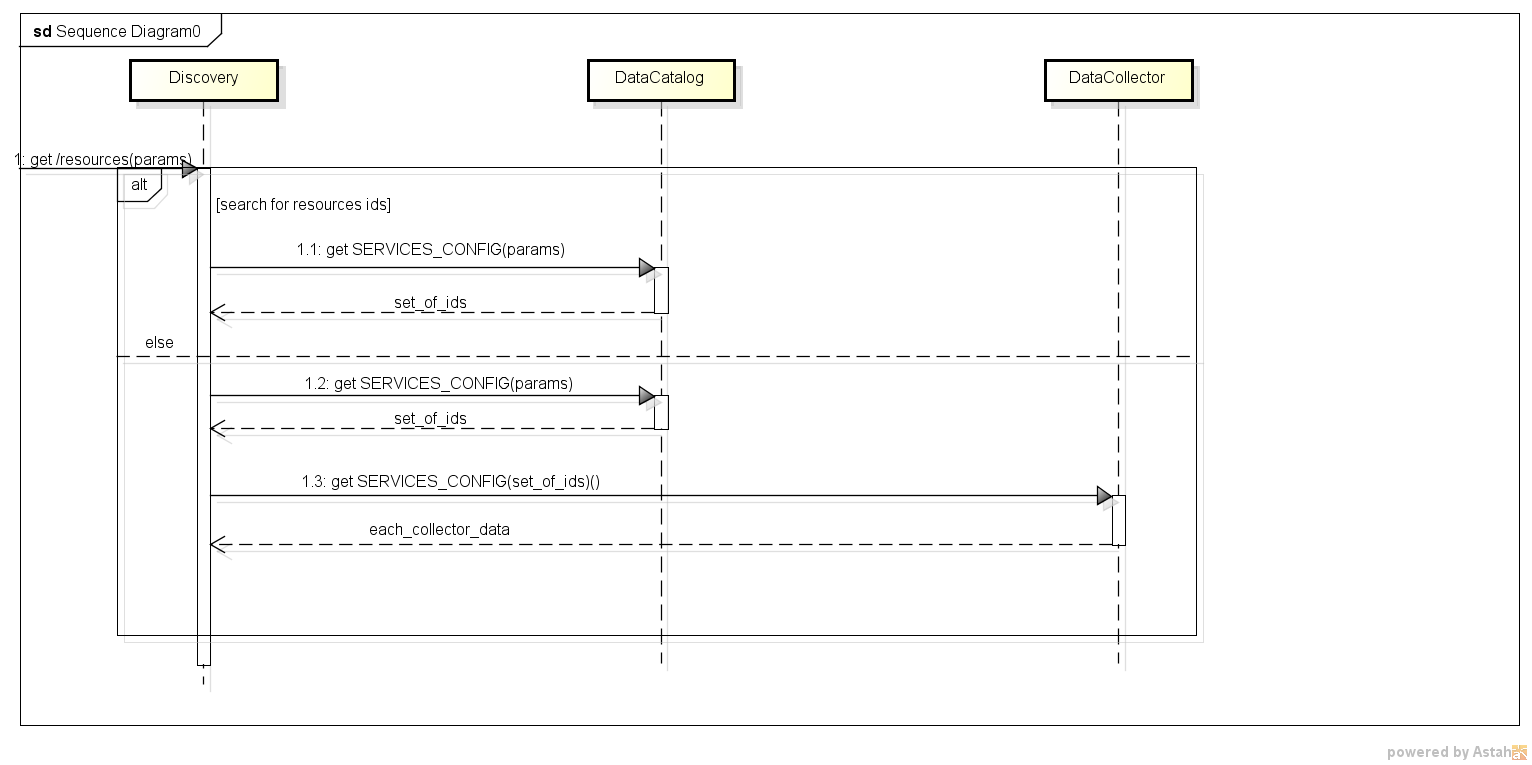 sd Sequence Diagram0
Discovery
DataCatalog
DataCollector
1: get /resources(params)
alt
[search for resources ids]
1.1: get SERVICES_CONFIG(params)
set_of_ids
else
1.2: get SERVICES_CONFIG(params)
set_of_ids
1.3: get SERVICES_CONFIG(set_of_ids)()
each_collector_data
powered by Astah